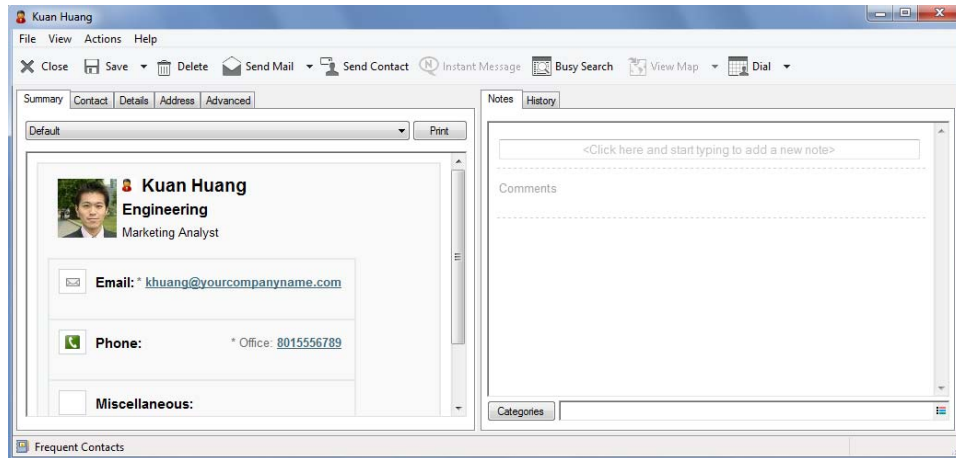 Kuan Huang
File View Actions Help
Close Save Delete Send Mail Send Contact Instant Message Busy Search View Map Dial
Summary Contact Details Address Advanced
Default Print
Kuan Huang
Engineering
Marketing Analyst
Email: * khuang@yourcompanyname.com
Phone: * Office: 8015556789
Miscellaneous:
Notes History
<Click here and start typing to add a new note>
Comments
Categories
Frequent Contacts